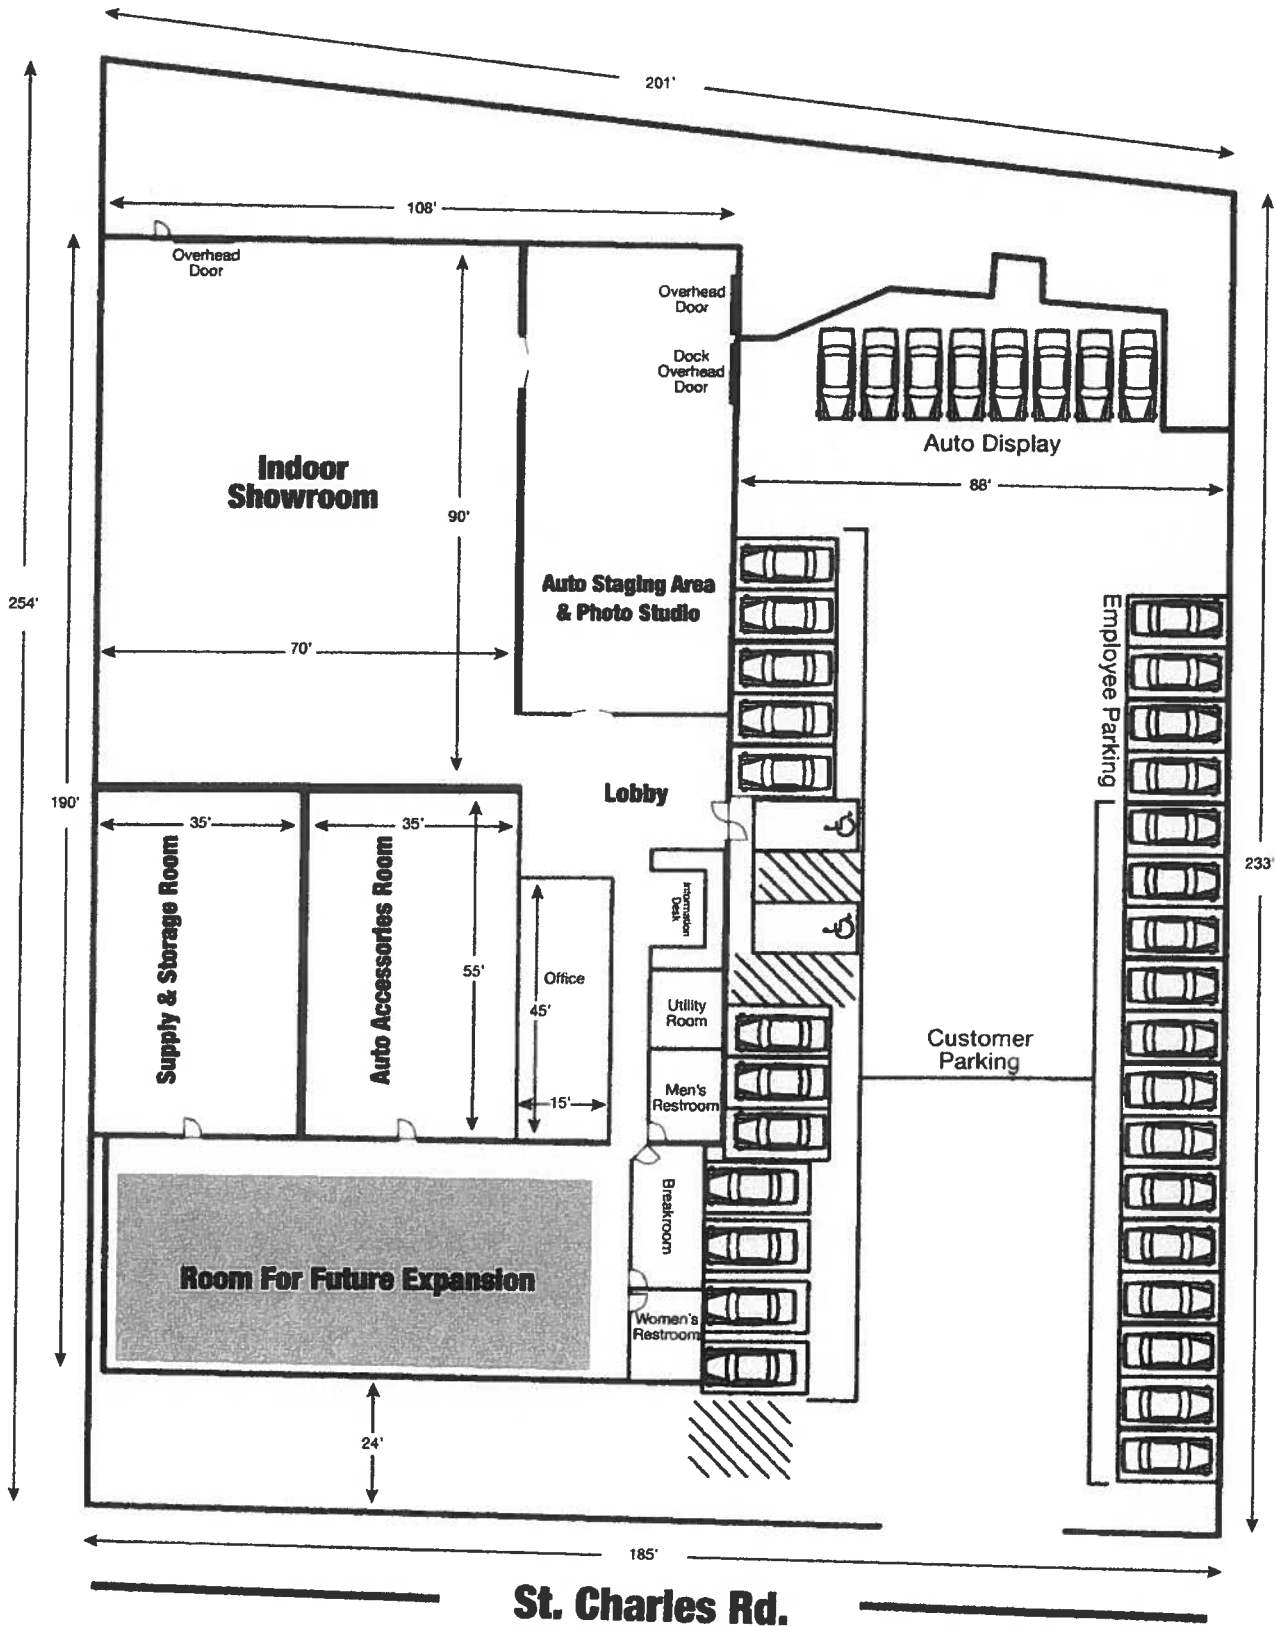 201'
108'
Overhead
Door
Overhead
Door
Dock
Overhead
Door
Auto Display
88'
Indoor
Showroom
90'
Auto Staging Area
& Photo Studio
254'
70'
Employee Parking
190'
Lobby
35'
35'
Supply & Storage Room
Auto Accessories Room
55'
Information
Desk
233'
Office
45'
15'
Utility
Room
Men's
Restroom
Customer
Parking
Breakroom
Room For Future Expansion
Women's
Restroom
24'
185'
St. Charles Rd.